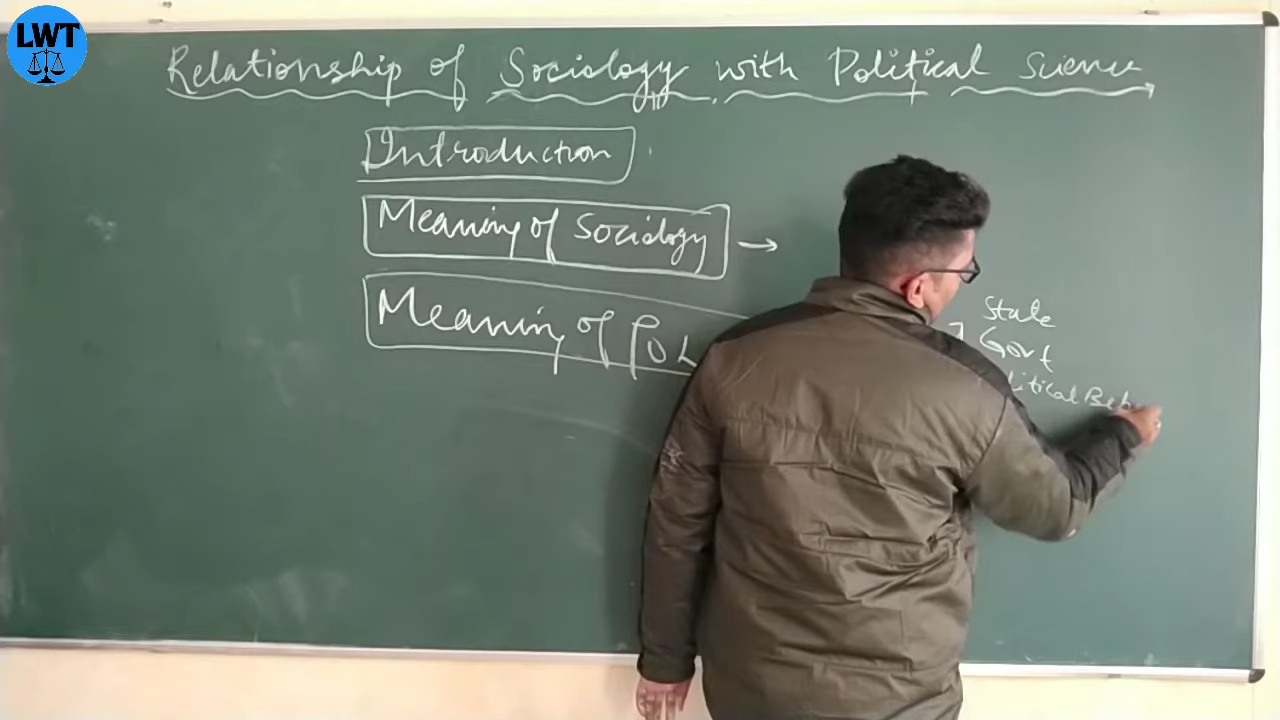 LWT
Relationship of Sociology with Political Science
Introduction
Meaning of Sociology →
Meaning of Pol
State
Govt
litical Beh